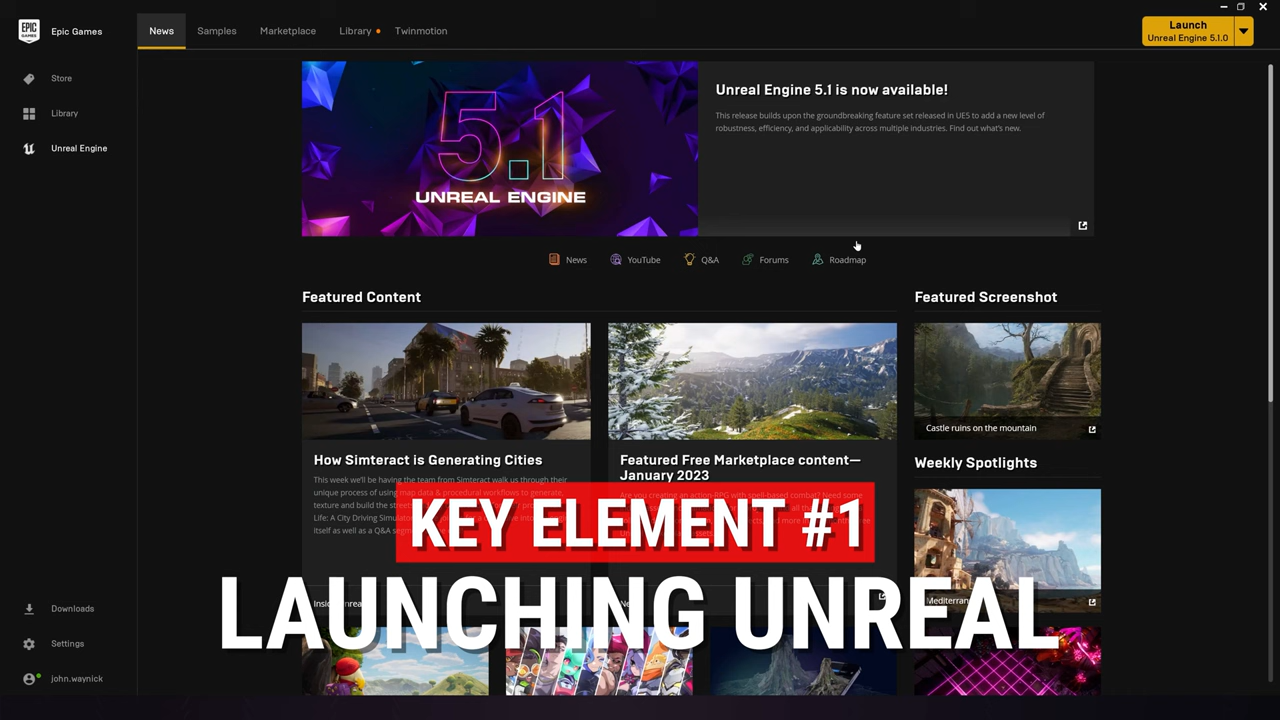 EPIC
GAMES
Epic Games
News
Samples
Marketplace
Library
Twinmotion
Launch
Unreal Engine 5.1.0
Store
Library
Unreal Engine
5.1
UNREAL ENGINE
Unreal Engine 5.1 is now available!
This release builds upon the groundbreaking feature set released in UE5 to add a new level of
robustness, efficiency, and applicability across multiple industries. Find out what's new.
News
YouTube
Q&A
Forums
Roadmap
Featured Content
Featured Screenshot
Castle ruins on the mountain
How Simteract is Generating Cities
This week we'll be having the team from Simteract walk us through their
unique process of using map data & procedural workflows to generate,
texture and build the
Life: A City Driving
itself as well as a Q&A
Featured Free Marketplace content—
January 2023
Are you creating an action-RPG with spell-based combat? Need some
Weekly Spotlights
KEY ELEMENT #1
LAUNCHING UNREAL
Downloads
Settings
john.waynick